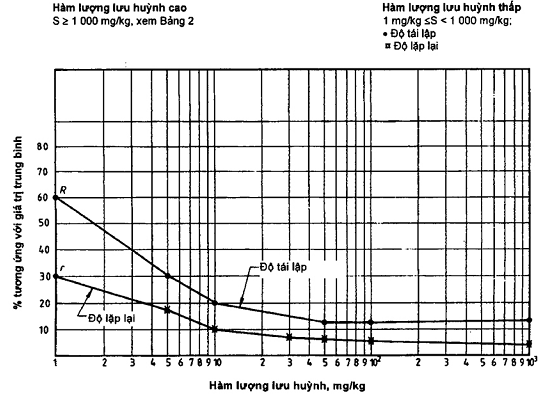 Hàm lượng lưu huỳnh cao
S ≥ 1 000 mg/kg, xem Bảng 2
Hàm lượng lưu huỳnh thấp
1 mg/kg ≤S < 1 000 mg/kg;
• Độ tái lập
¤ Độ lặp lại
% tương ứng với giá trị trung bình
80
70
60
50
40
30
20
10
R
r
Độ tái lập
Độ lặp lại
1 2 3 4 5 6 7 8 9 10 2 3 4 5 6 7 8 9 10² 2 3 4 5 6 7 8 9 10³
Hàm lượng lưu huỳnh, mg/kg